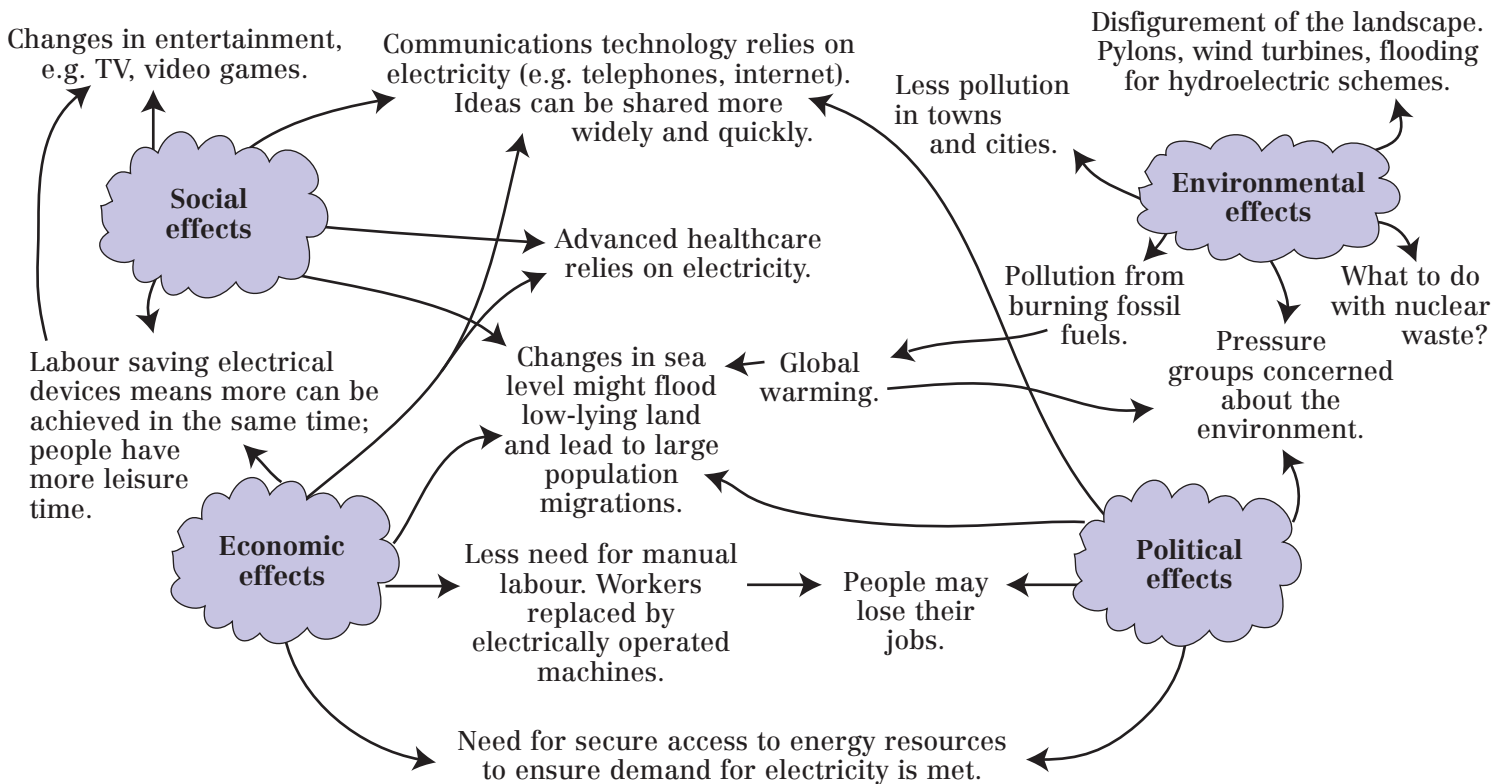 Changes in entertainment,
e.g. TV, video games.
Communications technology relies on
electricity (e.g. telephones, internet).
Ideas can be shared more
widely and quickly.
Disfigurement of the landscape.
Pylons, wind turbines, flooding
for hydroelectric schemes.
Less pollution
in towns
and cities.
Social
effects
Environmental
effects
Advanced healthcare
relies on electricity.
Pollution from
burning fossil
fuels.
What to do
with nuclear
waste?
Labour saving electrical
devices means more can be
achieved in the same time;
people have
more leisure
time.
Changes in sea
level might flood
low-lying land
and lead to large
population
migrations.
Global
warming.
Pressure
groups concerned
about the
environment.
Economic
effects
Less need for manual
labour. Workers
replaced by
electrically operated
machines.
People may
lose their
jobs.
Political
effects
Need for secure access to energy resources
to ensure demand for electricity is met.